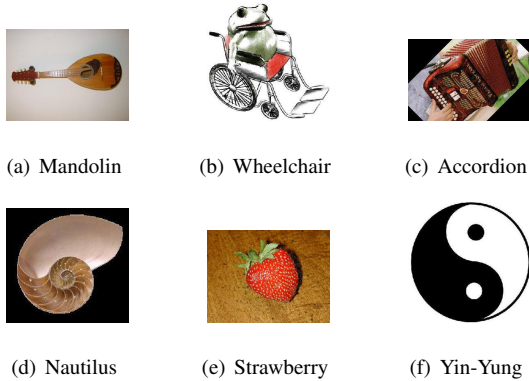 (a) Mandolin
(b) Wheelchair
(c) Accordion
(d) Nautilus
(e) Strawberry
(f) Yin-Yung